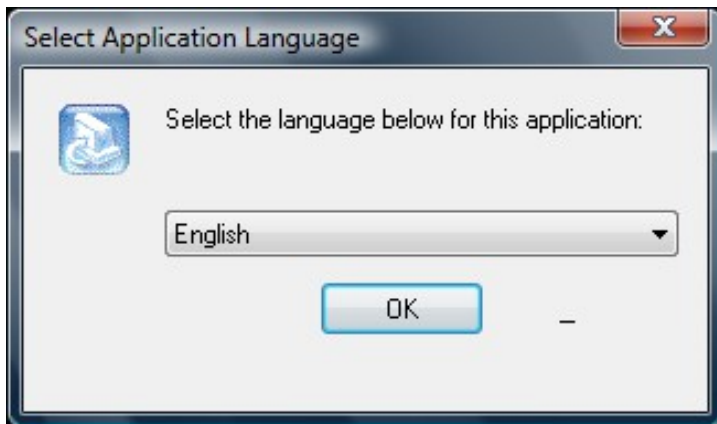 Select Application Language
Select the language below for this application:
English
OK
_